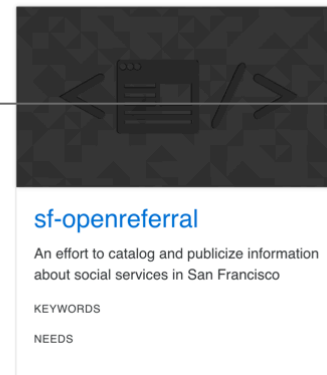 sf-openreferral
An effort to catalog and publicize information
about social services in San Francisco
KEYWORDS
NEEDS